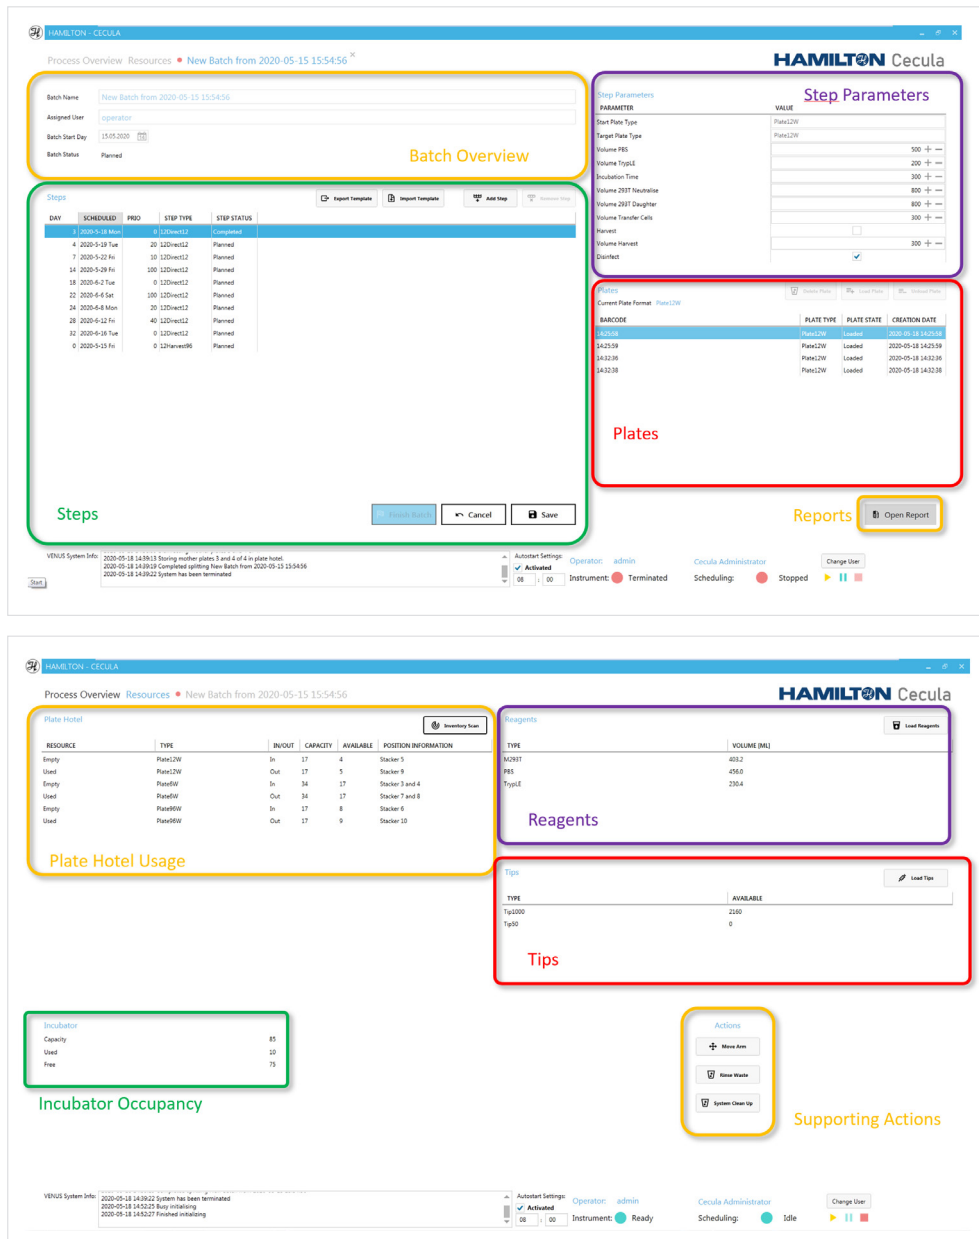 HAMILTON - CECULA
Process Overview Resources New Batch from 2020-05-15 15:54:56
HAMILTON Cecula
Batch Name New Batch from 2020-05-15 15:54:56
Assigned User operator
Batch Start Day 15.05.2020
Batch Status Planned
Batch Overview
Step Parameters
Step Parameters
PARAMETER VALUE
Start Plate Type Plate12W
Target Plate Type Plate12W
Volume PBS 500
Volume TrypLE 200
Incubation Time 300
Volume 293T Neutralise 800
Volume 293T Daughter 800
Volume Transfer Cells 300
Harvest
Volume Harvest 300
Disinfect
Steps Export Template Import Template Add Step Remove Step
DAY SCHEDULED PRIO STEP TYPE STEP STATUS
3 2020-5-18 Mon 0 12Direct12 Completed
4 2020-5-19 Tue 20 12Direct12 Planned
7 2020-5-22 Fri 10 12Direct12 Planned
14 2020-5-29 Fri 100 12Direct12 Planned
18 2020-6-2 Tue 0 12Direct12 Planned
22 2020-6-6 Sat 100 12Direct12 Planned
24 2020-6-8 Mon 20 12Direct12 Planned
28 2020-6-12 Fri 40 12Direct12 Planned
32 2020-6-16 Tue 0 12Direct12 Planned
0 2020-5-15 Fri 0 12Harvest96 Planned
Steps
Finish Batch Cancel Save
Plates Delete Plate Load Plate Unload Plate
Current Plate Format Plate12W
BARCODE PLATE TYPE PLATE STATE CREATION DATE
14:25:58 Plate12W Loaded 2020-05-18 14:25:58
14:25:59 Plate12W Loaded 2020-05-18 14:25:59
14:32:36 Plate12W Loaded 2020-05-18 14:32:36
14:32:38 Plate12W Loaded 2020-05-18 14:32:38
Plates
Reports Open Report
VENUS System Info:
2020-05-18 14:39:13 Storing mother plates 3 and 4 of 4 in plate hotel.
2020-05-18 14:39:19 Completed splitting New Batch from 2020-05-15 15:54:56
2020-05-18 14:39:22 System has been terminated
Start
Autostart Settings:
Activated
08 : 00
Operator: admin Cecula Administrator Change User
Instrument: Terminated Scheduling: Stopped
HAMILTON - CECULA
Process Overview Resources New Batch from 2020-05-15 15:54:56
HAMILTON Cecula
Plate Hotel Inventory Scan
RESOURCE TYPE IN/OUT CAPACITY AVAILABLE POSITION INFORMATION
Empty Plate12W In 17 4 Stacker 5
Used Plate12W Out 17 5 Stacker 9
Empty Plate6W In 34 17 Stacker 3 and 4
Used Plate6W Out 34 17 Stacker 7 and 8
Empty Plate96W In 17 8 Stacker 6
Used Plate96W Out 17 9 Stacker 10
Plate Hotel Usage
Reagents Load Reagents
TYPE VOLUME [ML]
M293T 403.2
PBS 456.0
TrypLE 230.4
Reagents
Tips Load Tips
TYPE AVAILABLE
Tip1000 2160
Tip50 0
Tips
Incubator
Capacity 85
Used 10
Free 75
Incubator Occupancy
Actions
Move Arm
Rinse Waste
System Clean Up
Supporting Actions
VENUS System Info:
2020-05-18 14:39:22 System has been terminated
2020-05-18 14:52:25 Busy initialising
2020-05-18 14:52:27 Finished initializing
Autostart Settings:
Activated
08 : 00
Operator: admin Cecula Administrator Change User
Instrument: Ready Scheduling: Idle